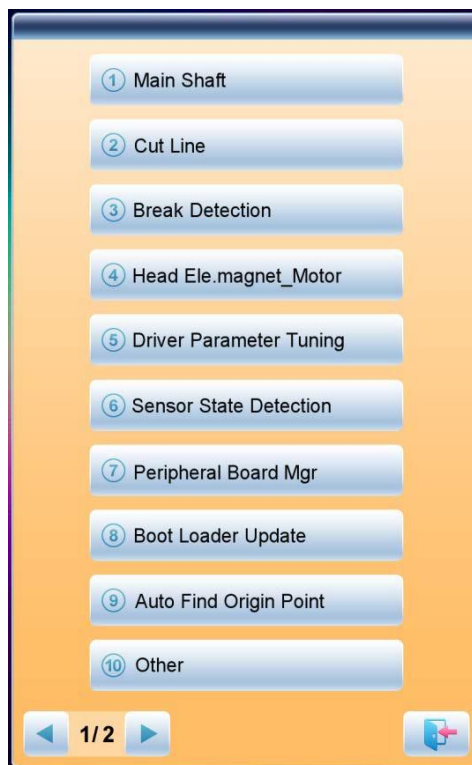 1 Main Shaft
2 Cut Line
3 Break Detection
4 Head Ele.magnet_Motor
5 Driver Parameter Tuning
6 Sensor State Detection
7 Peripheral Board Mgr
8 Boot Loader Update
9 Auto Find Origin Point
10 Other
1/2